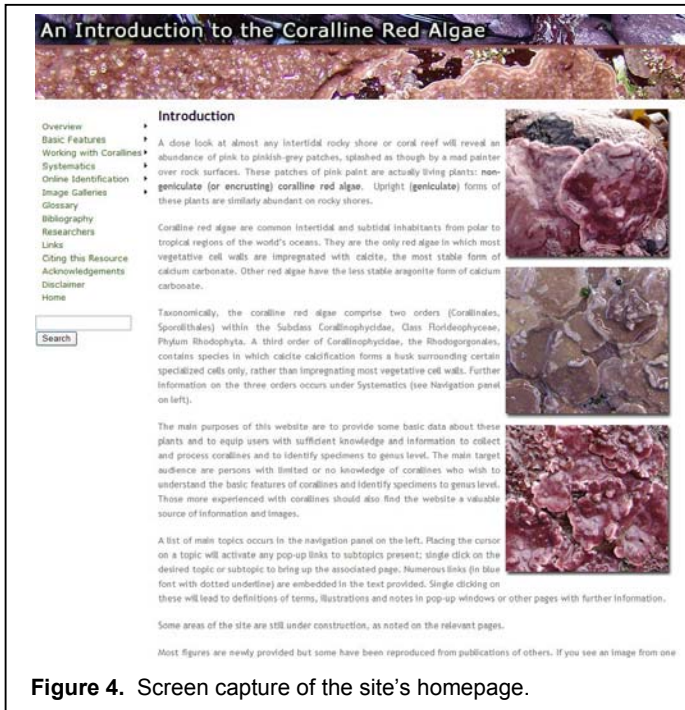 An Introduction to the Coralline Red Algae
Overview
Basic Features
Working with Corallines
Systematics
Online Identification
Image Galleries
Glossary
Bibliography
Researchers
Links
Citing this Resource
Acknowledgements
Disclaimer
Home
Search
Introduction
A close look at almost any intertidal rocky shore or coral reef will reveal an
abundance of pink to pinkish-grey patches, splashed as though by a mad painter
over rock surfaces. These patches of pink paint are actually living plants: non-
geniculate (or encrusting) coralline red algae. Upright (geniculate) forms of
these plants are similarly abundant on rocky shores.
Coralline red algae are common intertidal and subtidal inhabitants from polar to
tropical regions of the world's oceans. They are the only red algae in which most
vegetative cell walls are impregnated with calcite, the most stable form of
calcium carbonate. Other red algae have the less stable aragonite form of calcium
carbonate.
Taxonomically, the coralline red algae comprise two orders (Corallinales,
Sporolithales) within the Subclass Corallinophycidae, Class Florideophyceae,
Phylum Rhodophyta. A third order of Corallinophycidae, the Rhodogorgonales,
contains species in which calcite calcification forms a husk surrounding certain
specialized cells only, rather than impregnating most vegetative cell walls. Further
information on the three orders occurs under Systematics (see Navigation panel
on left).
The main purposes of this website are to provide some basic data about these
plants and to equip users with sufficient knowledge and information to collect
and process corallines and to identify specimens to genus level. The main target
audience are persons with limited or no knowledge of corallines who wish to
understand the basic features of corallines and identify specimens to genus level.
Those more experienced with corallines should also find the website a valuable
source of information and images.
A list of main topics occurs in the navigation panel on the left. Placing the cursor
on a topic will activate any pop-up links to subtopics present; single click on the
desired topic or subtopic to bring up the associated page. Numerous links (in blue
font with dotted underline) are embedded in the text provided. Single clicking on
these will lead to definitions of terms, illustrations and notes in pop-up windows or other pages with further information.
Some areas of the site are still under construction, as noted on the relevant pages.
Most figures are newly provided but some have been reproduced from publications of others. If you see an image from one
Figure 4. Screen capture of the site's homepage.